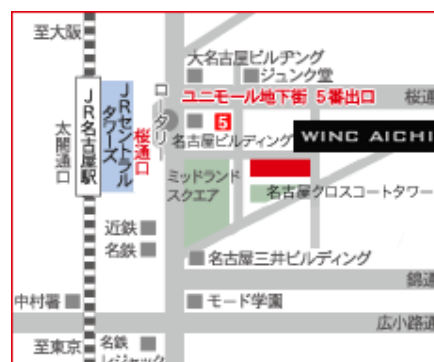 至大阪
大名古屋ビルヂング
ジュンク堂
ロータリー
ユニモール地下街 5番出口
桜通
JRセントラルタワーズ
JR名古屋駅
桜通口
太閤通口
5
名古屋ビルディング
WINC AICHI
ミッドランド
スクエア
名古屋クロスコートタワー
近鉄
名鉄
名古屋三井ビルディング
錦通
中村署
モード学園
広小路通
至東京
名鉄
レジャック